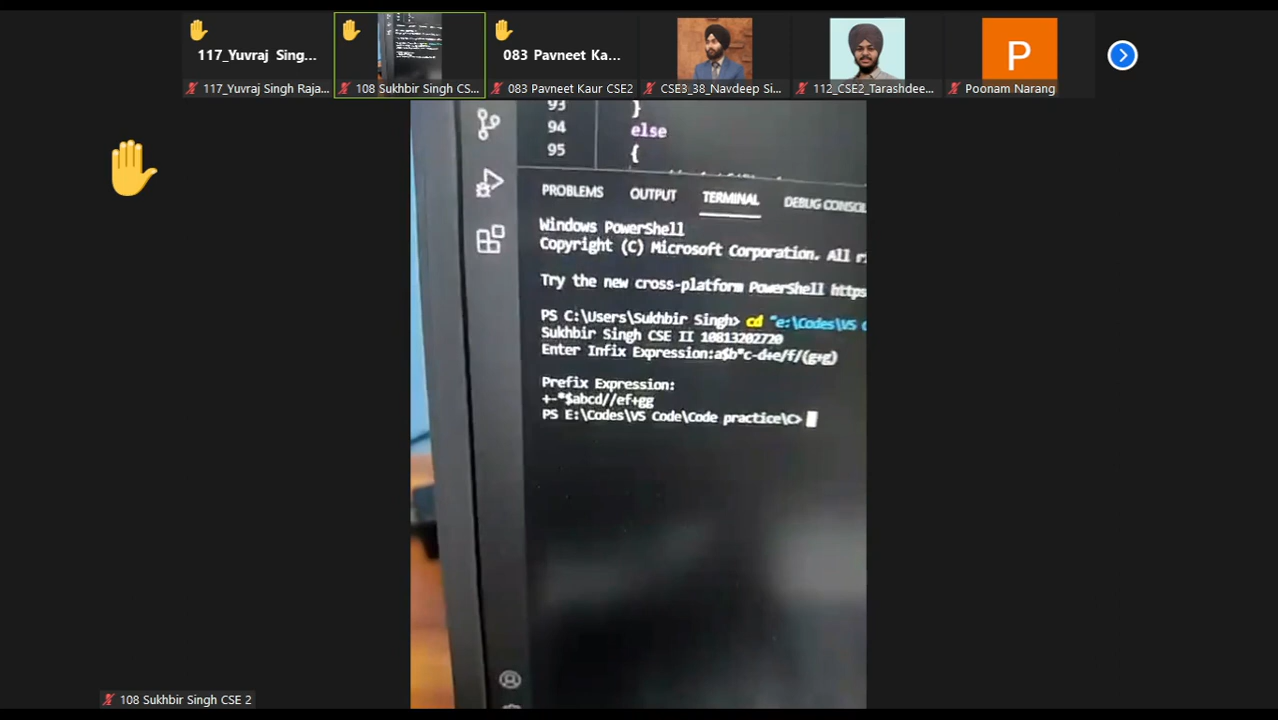 117_Yuvraj Sing...
083 Pavneet Ka...
P
117_Yuvraj Singh Raja...
108 Sukhbir Singh CS...
083 Pavneet Kaur CSE2
CSE3_38_Navdeep Si...
112_CSE2_Tarashdee...
Poonam Narang
93 }
94 else
95 {
PROBLEMS OUTPUT TERMINAL DEBUG CONSOL
Windows PowerShell
Copyright (C) Microsoft Corporation. All r
Try the new cross-platform PowerShell https
PS C:\Users\Sukhbir Singh> cd "e:\Codes\VS C
Sukhbir Singh CSE II 10813202720
Enter Infix Expression:a$b*c-d+e/f/(g+g)
Prefix Expression:
+-*$abcd//ef+gg
PS E:\Codes\VS Code\Code practice\C>
108 Sukhbir Singh CSE 2